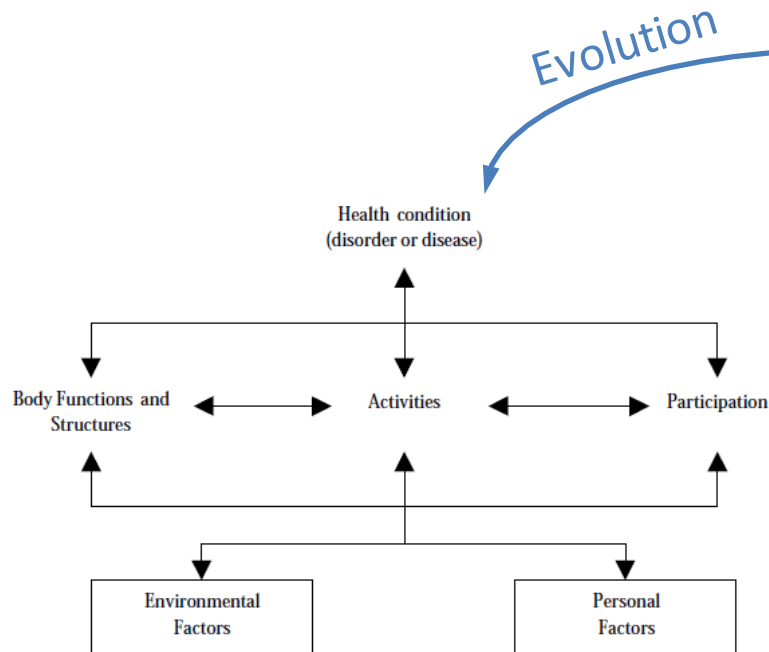 Evolution
Health condition
(disorder or disease)
Body Functions and
Structures
Activities
Participation
Environmental
Factors
Personal
Factors